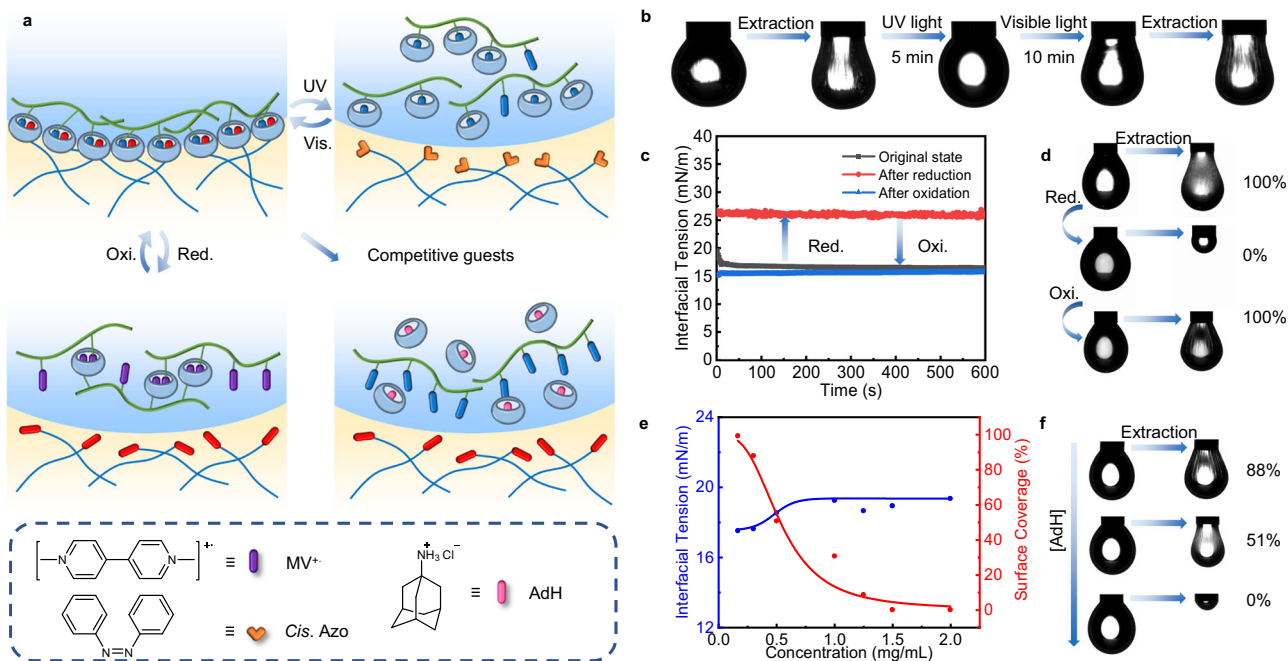 a
UV
Vis.
Oxi.
Red.
Competitive guests
[ N N ]+·
≡
MV+·
N=N
≡
Cis. Azo
+
NH3 Cl−
≡
AdH
b
Extraction
UV light
5 min
Visible light
10 min
Extraction
c
Interfacial Tension (mN/m)
40
35
30
25
20
15
10
5
0
Original state
After reduction
After oxidation
Red.
Oxi.
0 100 200 300 400 500 600
Time (s)
d
Extraction
100%
Red.
0%
Oxi.
100%
e
Interfacial Tension (mN/m)
24
20
16
12
Surface Coverage (%)
100
80
60
40
20
0
0.0 0.5 1.0 1.5 2.0
Concentration (mg/mL)
f
Extraction
[AdH]
88%
51%
0%